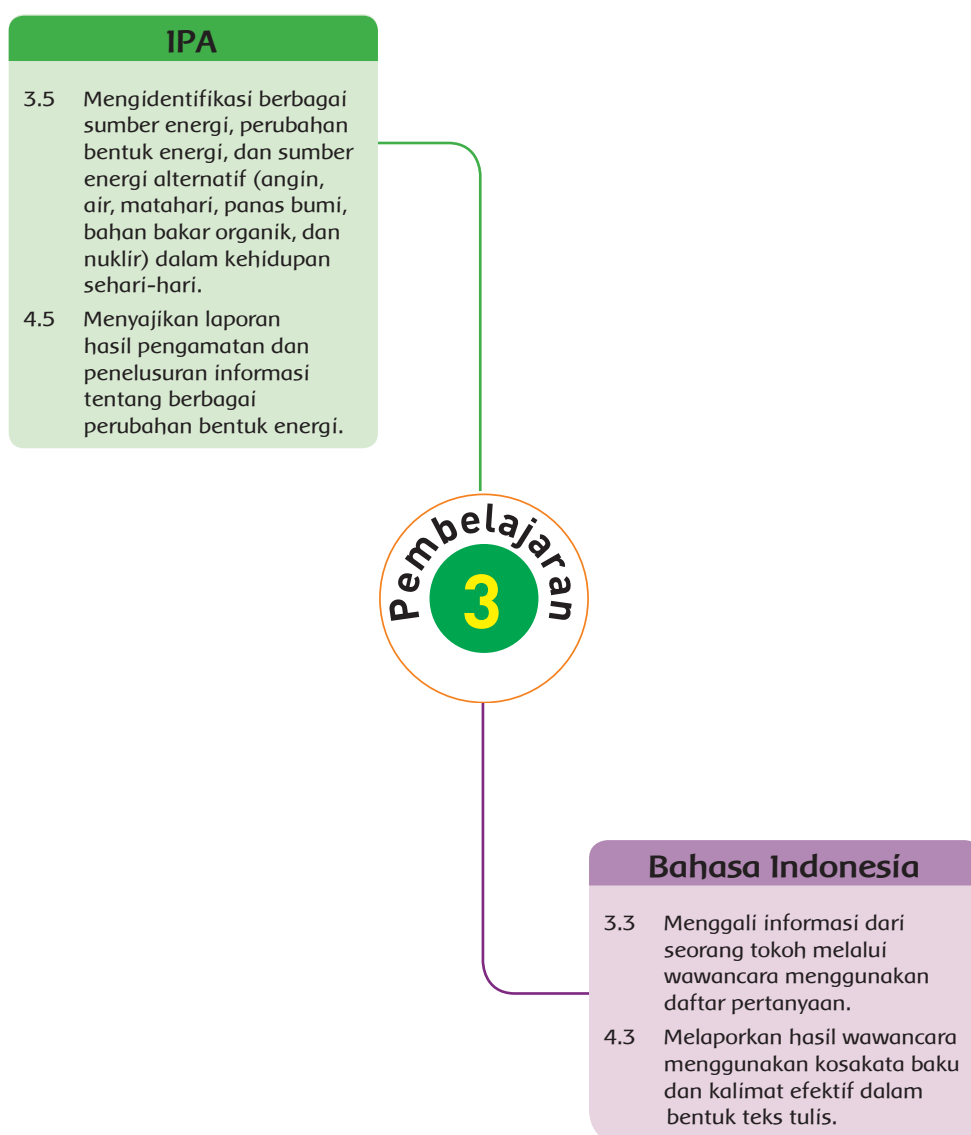 IPA
3.5 Mengidentifikasi berbagai
sumber energi, perubahan
bentuk energi, dan sumber
energi alternatif (angin,
air, matahari, panas bumi,
bahan bakar organik, dan
nuklir) dalam kehidupan
sehari-hari.
4.5 Menyajikan laporan
hasil pengamatan dan
penelusuran informasi
tentang berbagai
perubahan bentuk energi.
Pembelajaran
3
Bahasa Indonesia
3.3 Menggali informasi dari
seorang tokoh melalui
wawancara menggunakan
daftar pertanyaan.
4.3 Melaporkan hasil wawancara
menggunakan kosakata baku
dan kalimat efektif dalam
bentuk teks tulis.